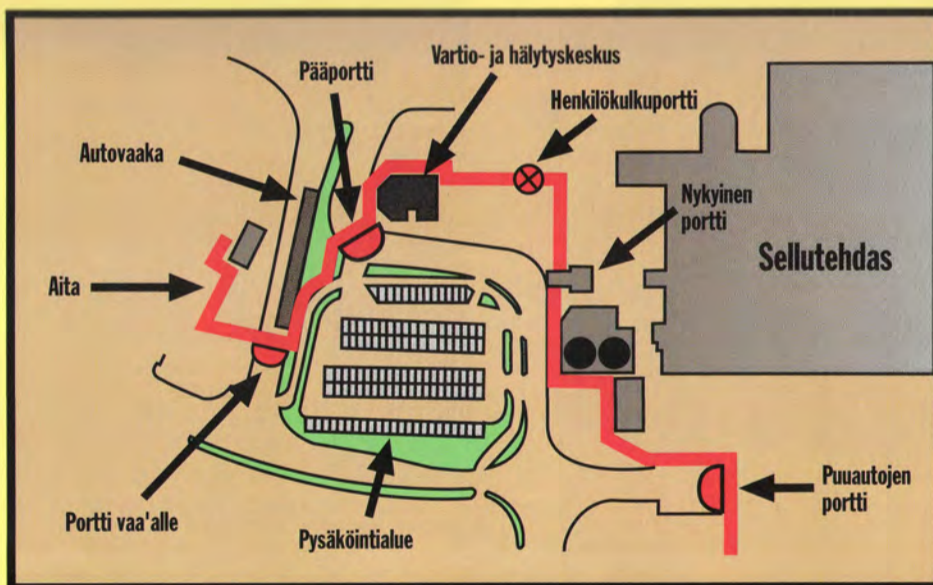 Vartio- ja hälytyskeskus
Pääportti
Henkilökulkuportti
Autovaaka
Nykyinen
portti
Sellutehdas
Aita
Puuautojen
portti
Portti vaa'alle
Pysäköintialue